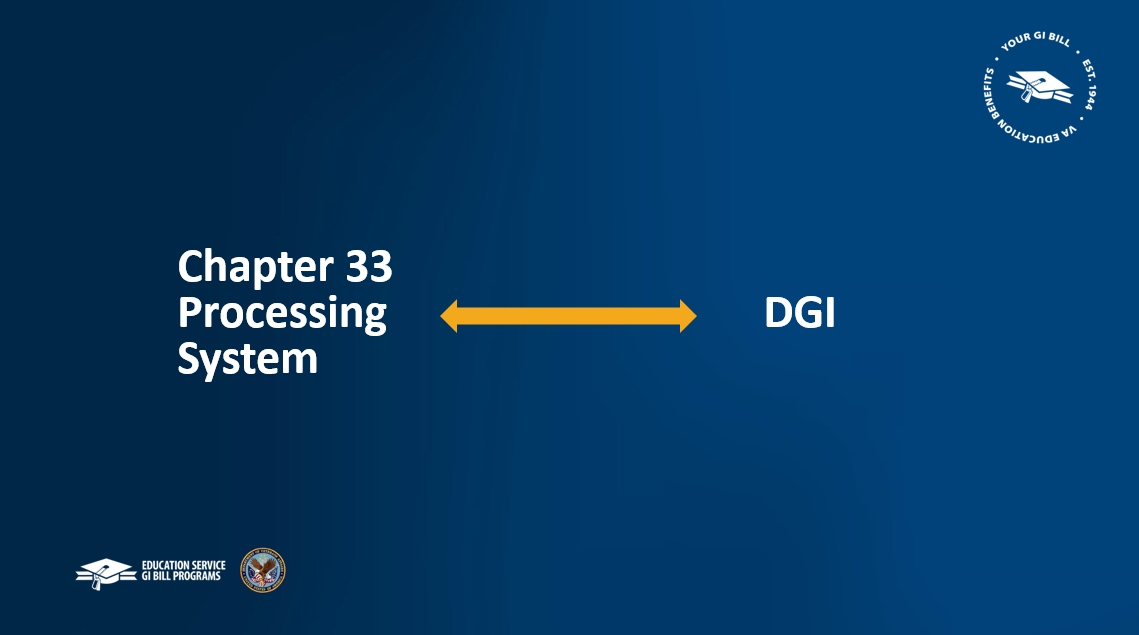 YOUR GI BILL • EST. 1944 • VA EDUCATION BENEFITS •
Chapter 33
Processing
System
DGI
EDUCATION SERVICE
GI BILL PROGRAMS